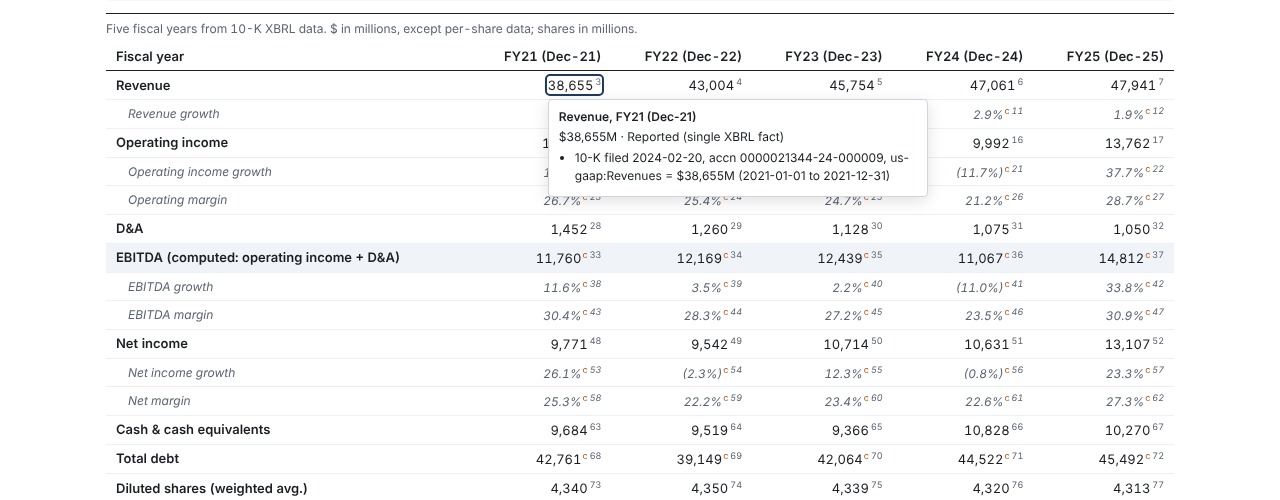 Five fiscal years from 10-K XBRL data. $ in millions, except per-share data; shares in millions.
Fiscal year FY21 (Dec-21) FY22 (Dec-22) FY23 (Dec-23) FY24 (Dec-24) FY25 (Dec-25)
Revenue 38,655 3 43,004 4 45,754 5 47,061 6 47,941 7
Revenue growth 2.9% c 11 1.9% c 12
Revenue, FY21 (Dec-21)
$38,655M · Reported (single XBRL fact)
• 10-K filed 2024-02-20, accn 0000021344-24-000009, us-
gaap:Revenues = $38,655M (2021-01-01 to 2021-12-31)
Operating income 9,992 16 13,762 17
Operating income growth (11.7%) c 21 37.7% c 22
Operating margin 26.7% c 23 25.4% c 24 24.7% c 25 21.2% c 26 28.7% c 27
D&A 1,452 28 1,260 29 1,128 30 1,075 31 1,050 32
EBITDA (computed: operating income + D&A) 11,760 c 33 12,169 c 34 12,439 c 35 11,067 c 36 14,812 c 37
EBITDA growth 11.6% c 38 3.5% c 39 2.2% c 40 (11.0%) c 41 33.8% c 42
EBITDA margin 30.4% c 43 28.3% c 44 27.2% c 45 23.5% c 46 30.9% c 47
Net income 9,771 48 9,542 49 10,714 50 10,631 51 13,107 52
Net income growth 26.1% c 53 (2.3%) c 54 12.3% c 55 (0.8%) c 56 23.3% c 57
Net margin 25.3% c 58 22.2% c 59 23.4% c 60 22.6% c 61 27.3% c 62
Cash & cash equivalents 9,684 63 9,519 64 9,366 65 10,828 66 10,270 67
Total debt 42,761 c 68 39,149 c 69 42,064 c 70 44,522 c 71 45,492 c 72
Diluted shares (weighted avg.) 4,340 73 4,350 74 4,339 75 4,320 76 4,313 77